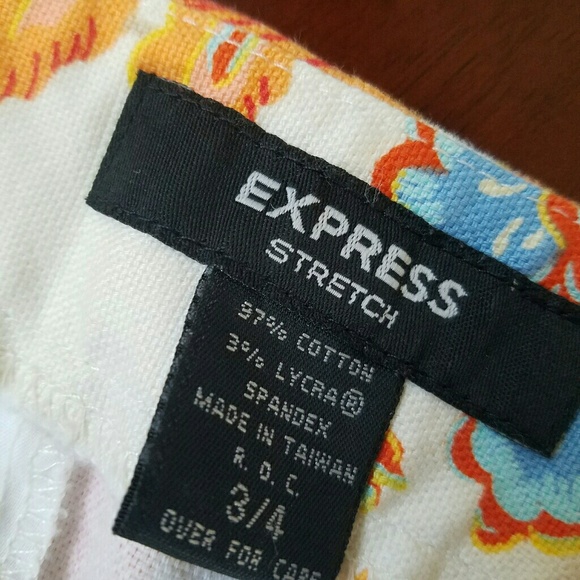 EXPRESS
STRETCH
97% COTTON
3% LYCRA®
SPANDEX
MADE IN TAIWAN
R. O. C.
3/4
OVER FOR CARE